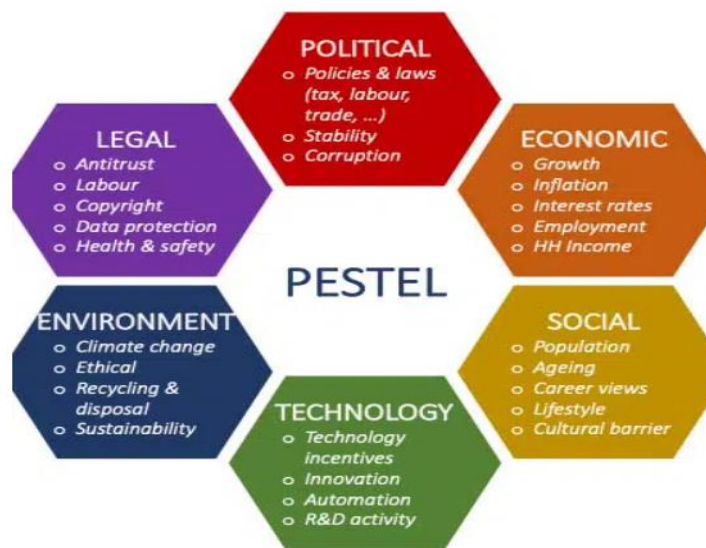 POLITICAL
o Policies & laws
(tax, labour,
trade, ...)
o Stability
o Corruption
ECONOMIC
o Growth
o Inflation
o Interest rates
o Employment
o HH Income
SOCIAL
o Population
o Ageing
o Career views
o Lifestyle
o Cultural barrier
TECHNOLOGY
o Technology
incentives
o Innovation
o Automation
o R&D activity
ENVIRONMENT
o Climate change
o Ethical
o Recycling &
disposal
o Sustainability
LEGAL
o Antitrust
o Labour
o Copyright
o Data protection
o Health & safety
PESTEL